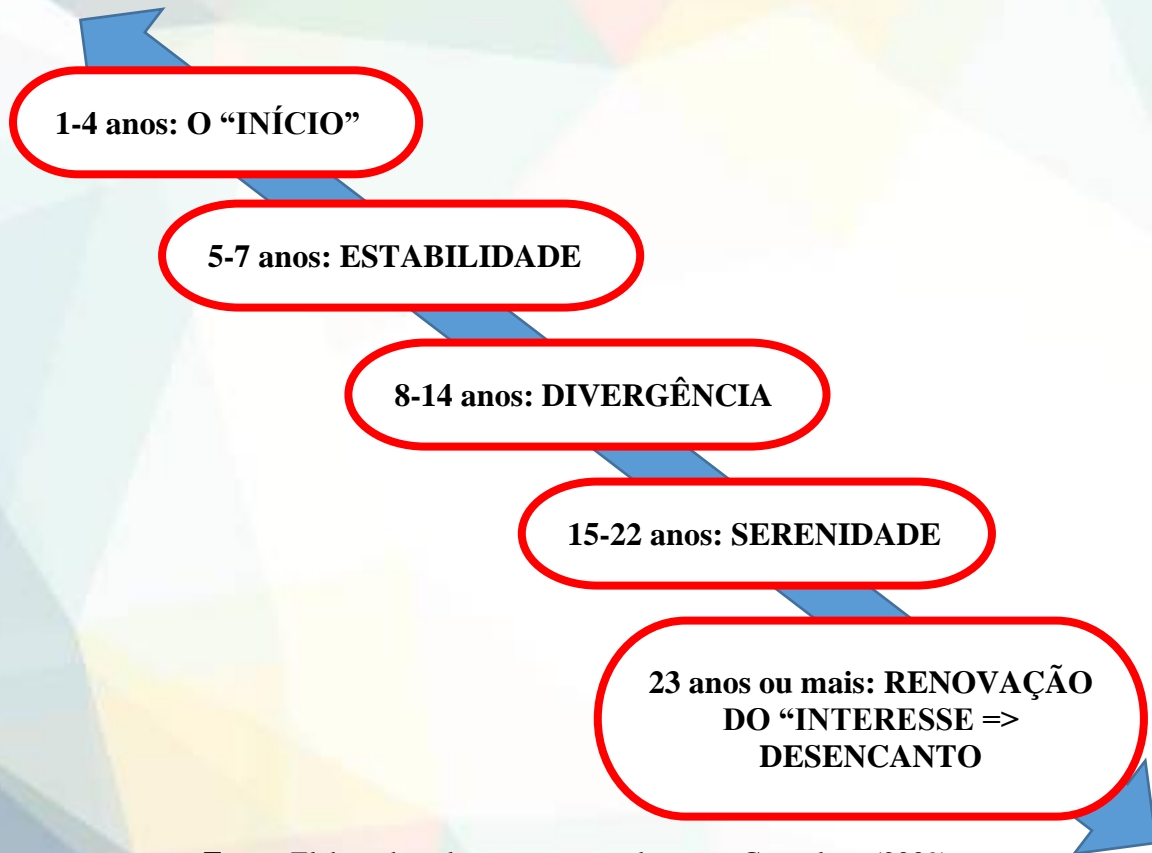 1-4 anos: O “INÍCIO”
5-7 anos: ESTABILIDADE
8-14 anos: DIVERGÊNCIA
15-22 anos: SERENIDADE
23 anos ou mais: RENOVAÇÃO
DO “INTERESSE =>
DESENCANTO